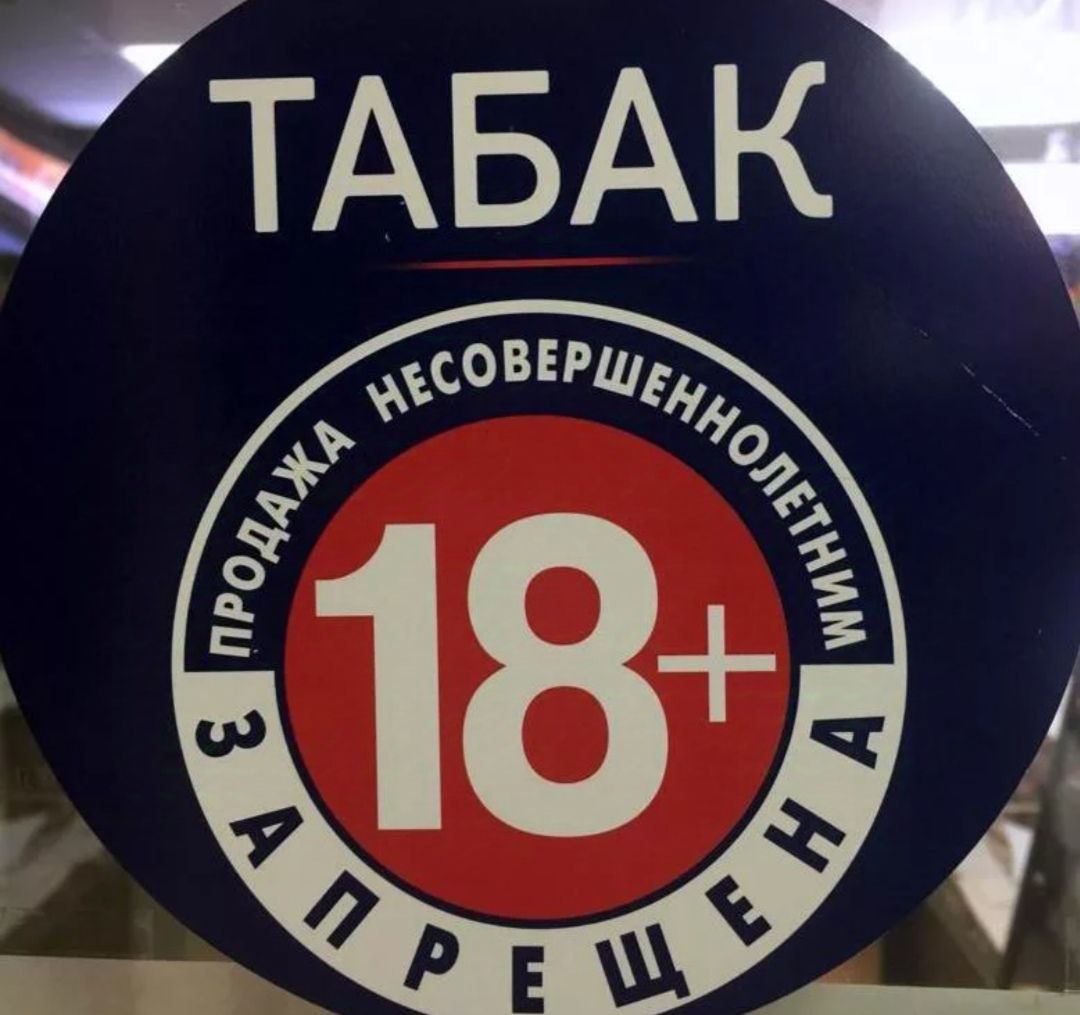 ТАБАК
ПРОДАЖА НЕСОВЕРШЕННОЛЕТНИМ
18+
ЗАПРЕЩЕНА